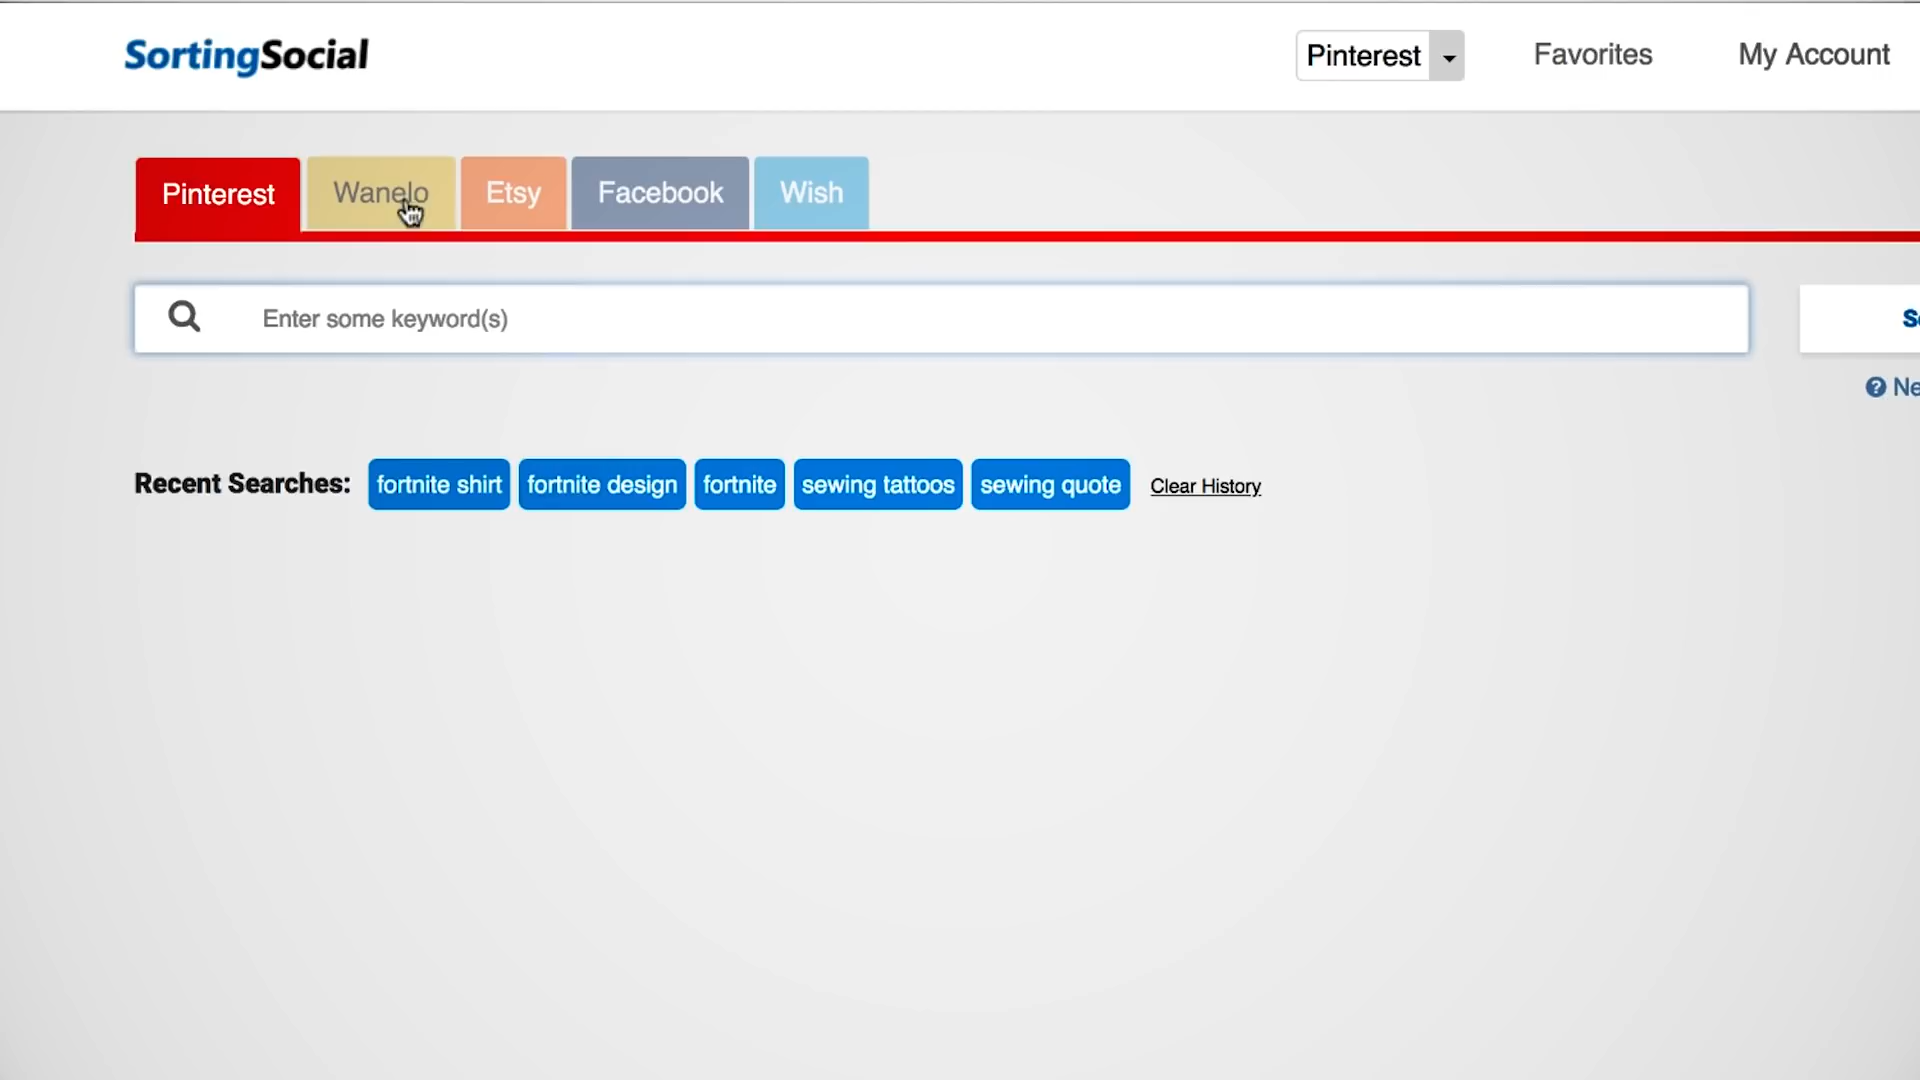 SortingSocial
Pinterest Favorites My Account
Pinterest Wanelo Etsy Facebook Wish
Enter some keyword(s)
Recent Searches: fortnite shirt fortnite design fortnite sewing tattoos sewing quote Clear History